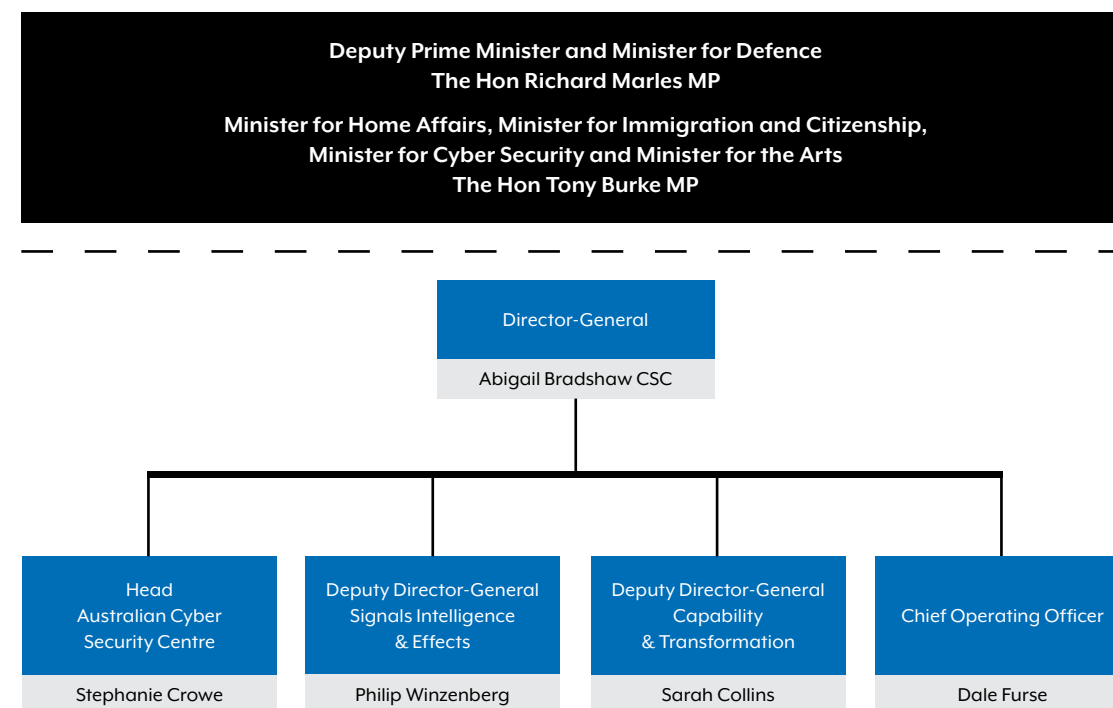 Deputy Prime Minister and Minister for Defence
The Hon Richard Marles MP
Minister for Home Affairs, Minister for Immigration and Citizenship,
Minister for Cyber Security and Minister for the Arts
The Hon Tony Burke MP
Director-General
Abigail Bradshaw CSC
Head
Australian Cyber
Security Centre
Stephanie Crowe
Deputy Director-General
Signals Intelligence
& Effects
Philip Winzenberg
Deputy Director-General
Capability
& Transformation
Sarah Collins
Chief Operating Officer
Dale Furse